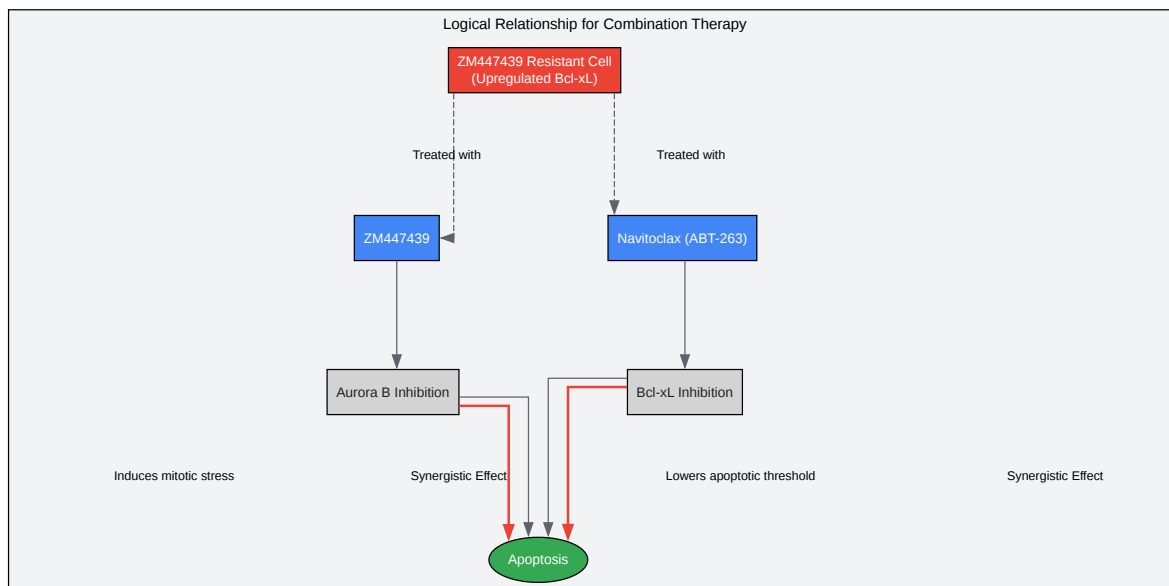 Logical Relationship for Combination Therapy
ZM447439 Resistant Cell
(Upregulated Bcl-xL)
Treated with
Treated with
ZM447439
Navitoclax (ABT-263)
Aurora B Inhibition
Bcl-xL Inhibition
Induces mitotic stress
Synergistic Effect
Lowers apoptotic threshold
Synergistic Effect
Apoptosis